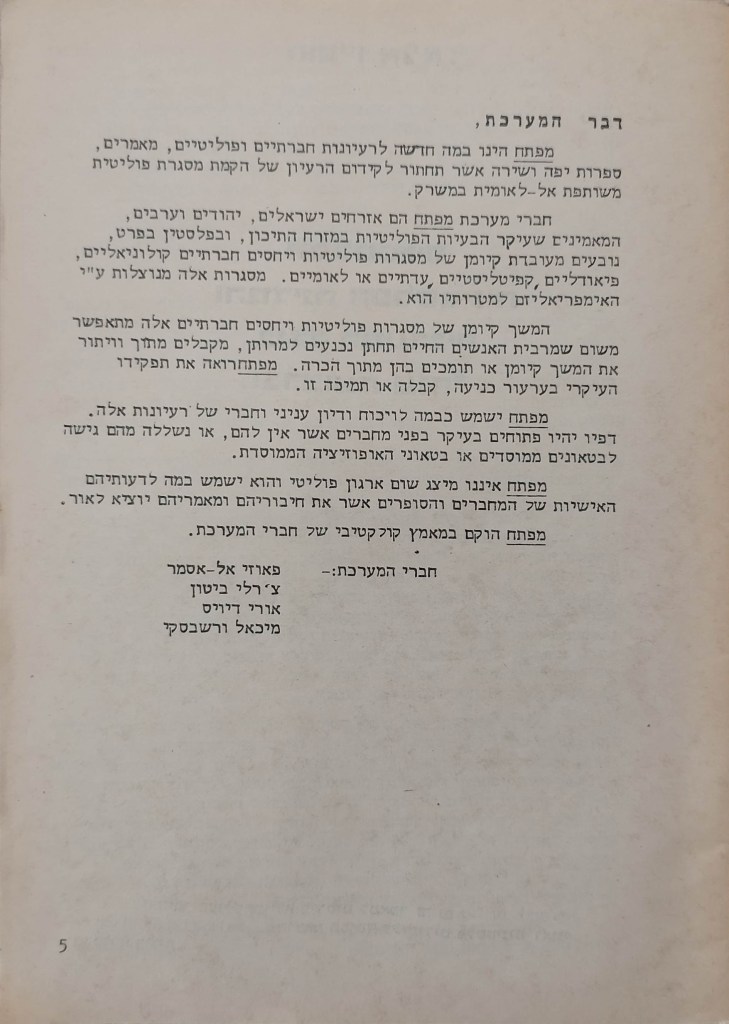 דבר המערכת,
מפתח הינו במה חדשה לרעיונות חברתיים ופוליטיים, מאמרים,
ספרות יפה ושירה אשר תחתור לקידום הרעיון של הקמת מסגרת פוליטית
משותפת אל-לאומית במשרק.
חברי מערכת מפתח הם אזרחים ישראלים, יהודים וערבים,
המאמינים שעיקר הבעיות הפוליטיות במזרח התיכון, ובפלסטין בפרט,
נובעים מעובדת קיומן של מסגרות פוליטיות ויחסים חברתיים קולוניאליים,
פיאודליים, קפיטליסטיים, עדתיים או לאומיים. מסגרות אלה מנוצלות ע"י
האימפריאליזם למטרותיו הוא.
המשך קיומן של מסגרות פוליטיות ויחסים חברתיים אלה מתאפשר
משום שמרבית האנשים החיים תחתן נכנעים למרותן, מקבלים מתוך וויתור
את המשך קיומן או תומכים בהן מתוך הכרה. מפתח רואה את תפקידו
העיקרי בערעור כניעה, קבלה או תמיכה זו.
מפתח ישמש כבמה לויכוח ודיון עניני וחברי של רעיונות אלה.
דפיו יהיו פתוחים בעיקר בפני מחברים אשר אין להם, או נשללה מהם גישה
לבטאונים ממוסדים או בטאוני האופוזיציה הממוסדת.
מפתח איננו מיצג שום ארגון פוליטי והוא ישמש במה לדעותיהם
האישיות של המחברים והסופרים אשר את חיבוריהם ומאמריהם יוציא לאור.
מפתח הוקם במאמץ קולקטיבי של חברי המערכת.
חברי המערכת:- פאוזי אל-אסמר
צ'רלי ביטון
אורי דיויס
מיכאל ורשבסקי
5